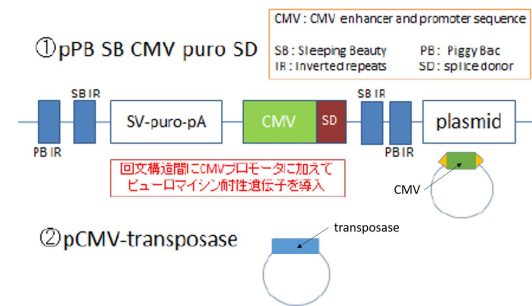 CMV : CMV enhancer and promoter sequence
SB : Sleeping Beauty PB : Piggy Bac
IR : Inverted repeats SD : splice donor
①pPB SB CMV puro SD
SB IR
SB IR
SV-puro-pA
CMV
SD
plasmid
PB IR
PB IR
回文構造間にCMVプロモータに加えて
ピューロマイシン耐性遺伝子を導入
CMV
②pCMV-transposase
transposase